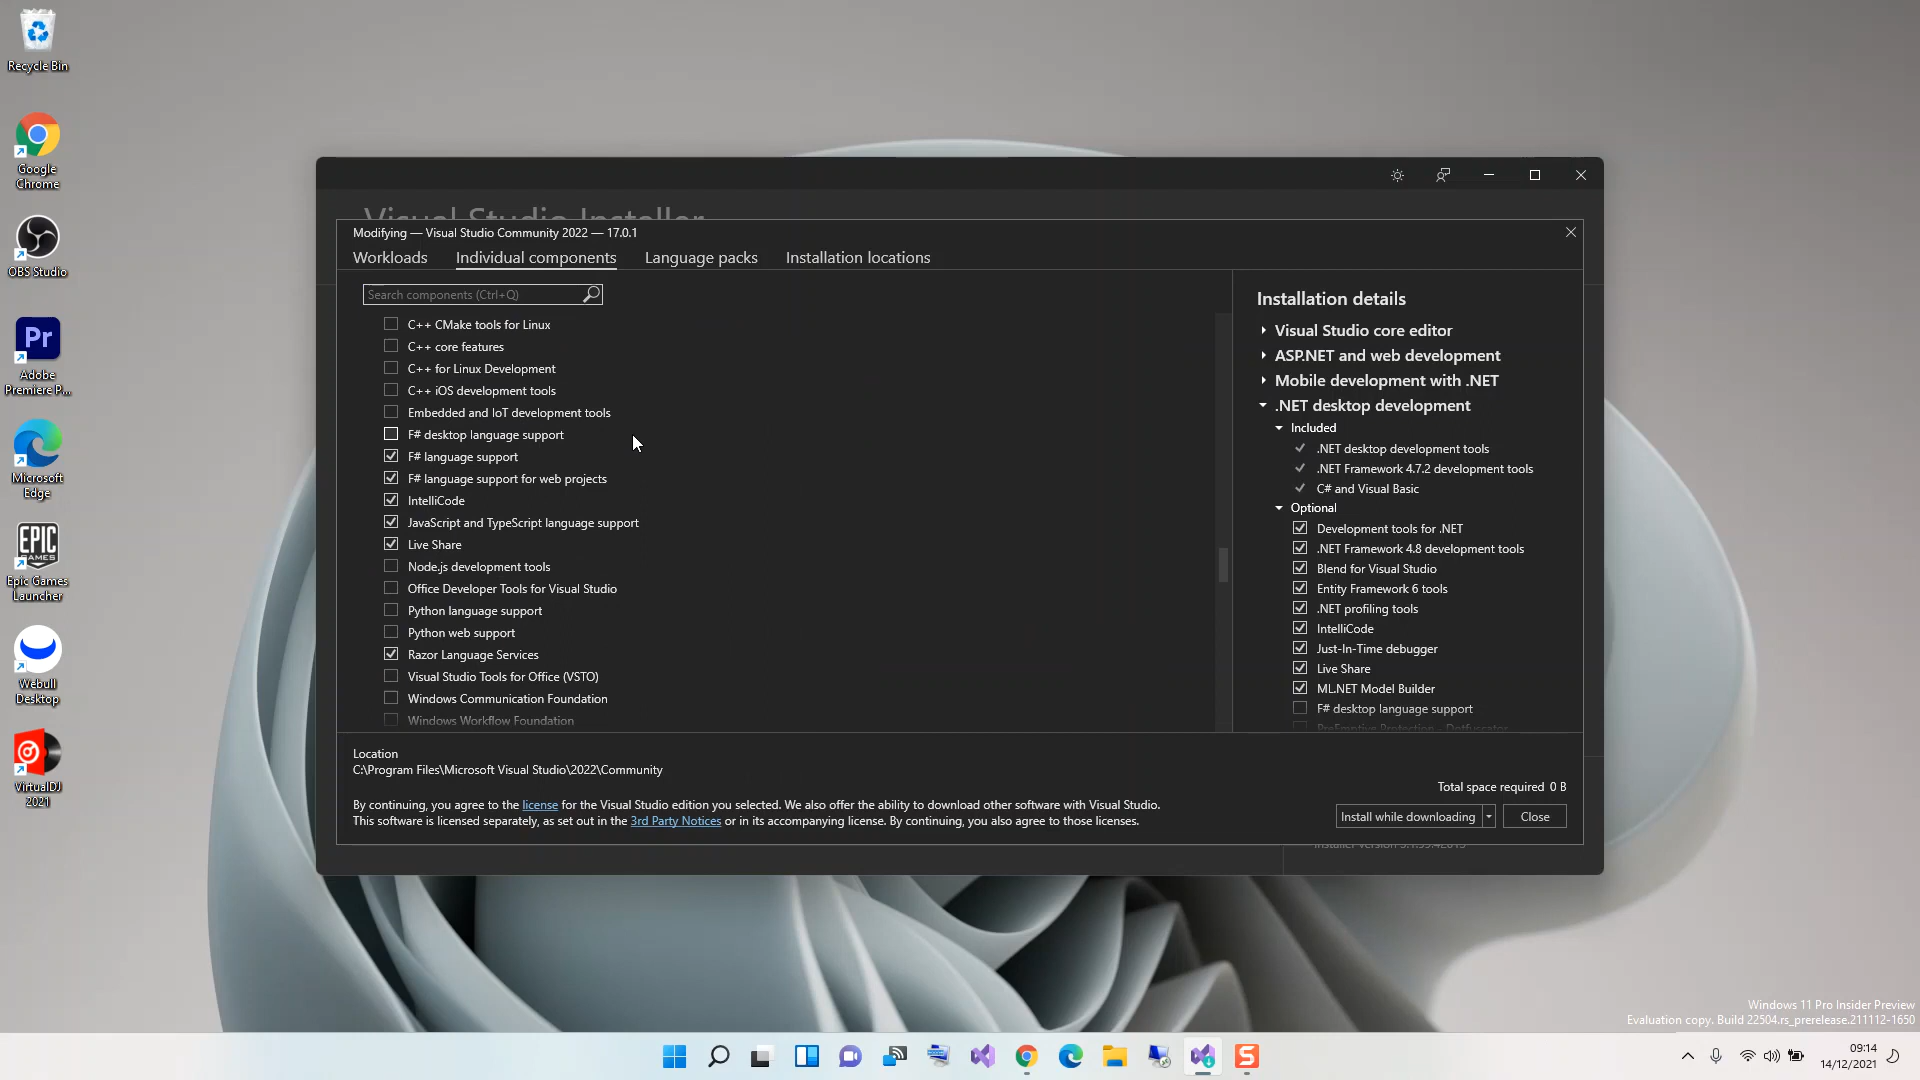 Recycle Bin
Google
Chrome
OBS Studio
Pr
Adobe
Premiere P...
Microsoft
Edge
EPIC
GAMES
Epic Games
Launcher
Webull
Desktop
VirtualDJ
2021
Visual Studio Installer
Modifying — Visual Studio Community 2022 — 17.0.1
Workloads
Individual components
Language packs
Installation locations
Search components (Ctrl+Q)
C++ CMake tools for Linux
C++ core features
C++ for Linux Development
C++ iOS development tools
Embedded and IoT development tools
F# desktop language support
F# language support
F# language support for web projects
IntelliCode
JavaScript and TypeScript language support
Live Share
Node.js development tools
Office Developer Tools for Visual Studio
Python language support
Python web support
Razor Language Services
Visual Studio Tools for Office (VSTO)
Windows Communication Foundation
Windows Workflow Foundation
Installation details
Visual Studio core editor
ASP.NET and web development
Mobile development with .NET
.NET desktop development
Included
.NET desktop development tools
.NET Framework 4.7.2 development tools
C# and Visual Basic
Optional
Development tools for .NET
.NET Framework 4.8 development tools
Blend for Visual Studio
Entity Framework 6 tools
.NET profiling tools
IntelliCode
Just-In-Time debugger
Live Share
ML.NET Model Builder
F# desktop language support
PreEmptive Protection - Dotfuscator
Location
C:\Program Files\Microsoft Visual Studio\2022\Community
Total space required 0 B
By continuing, you agree to the license for the Visual Studio edition you selected. We also offer the ability to download other software with Visual Studio.
This software is licensed separately, as set out in the 3rd Party Notices or in its accompanying license. By continuing, you also agree to those licenses.
Install while downloading
Close
Installer version
Windows 11 Pro Insider Preview
Evaluation copy. Build 22504.rs_prerelease.211112-1650
09:14
14/12/2021